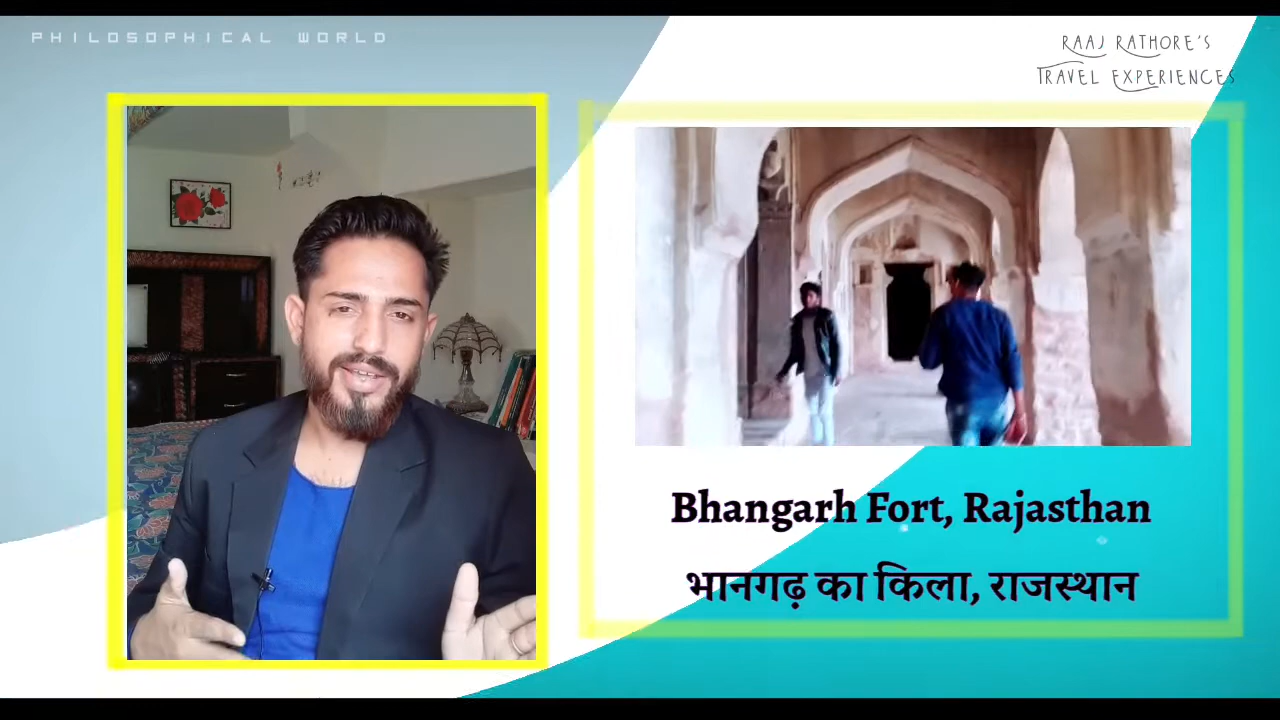 PHILOSOPHICAL WORLD
RAAJ RATHORE'S
TRAVEL EXPERIENCES
Bhangarh Fort, Rajasthan
भानगढ़ का किला, राजस्थान